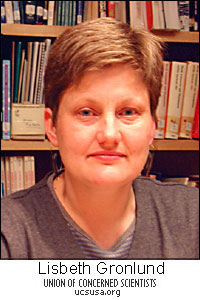 Lisbeth Gronlund
UNION OF CONCERNED SCIENTISTS
ucsusa.org